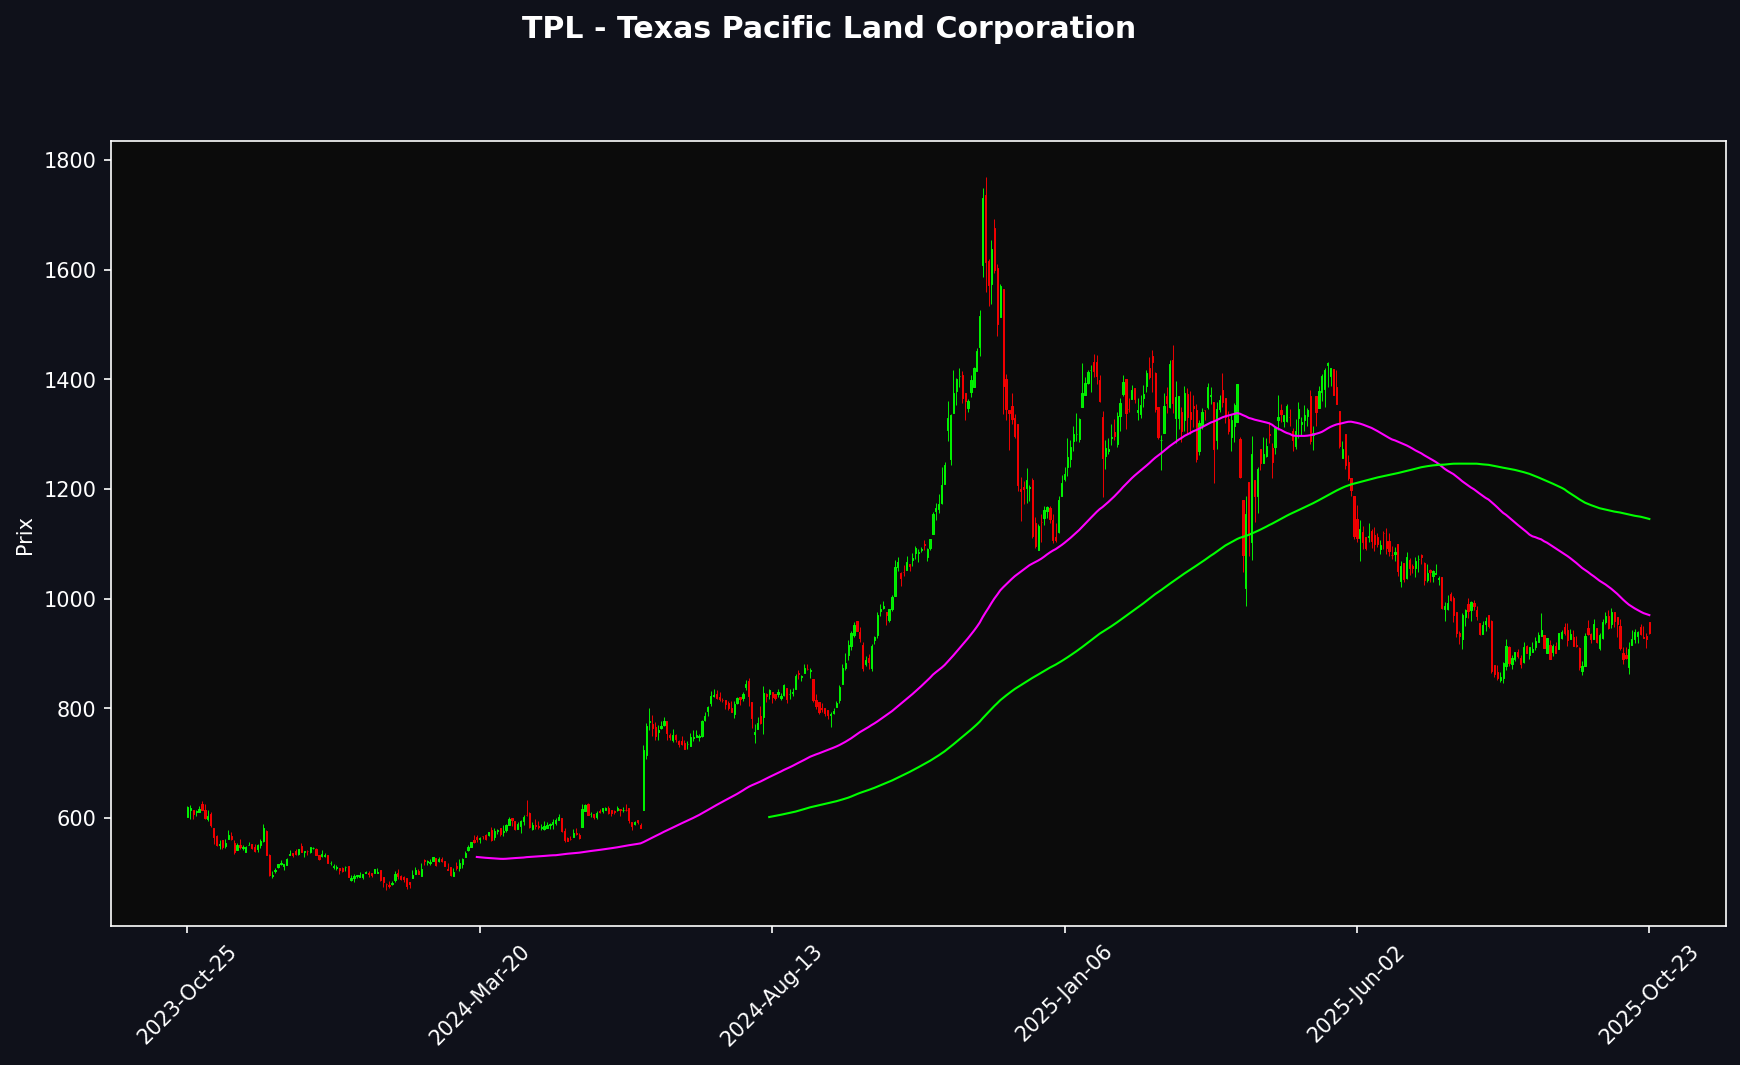 TPL - Texas Pacific Land Corporation
Prix
1800
1600
1400
1200
1000
800
600
2023-Oct-25
2024-Mar-20
2024-Aug-13
2025-Jan-06
2025-Jun-02
2025-Oct-23